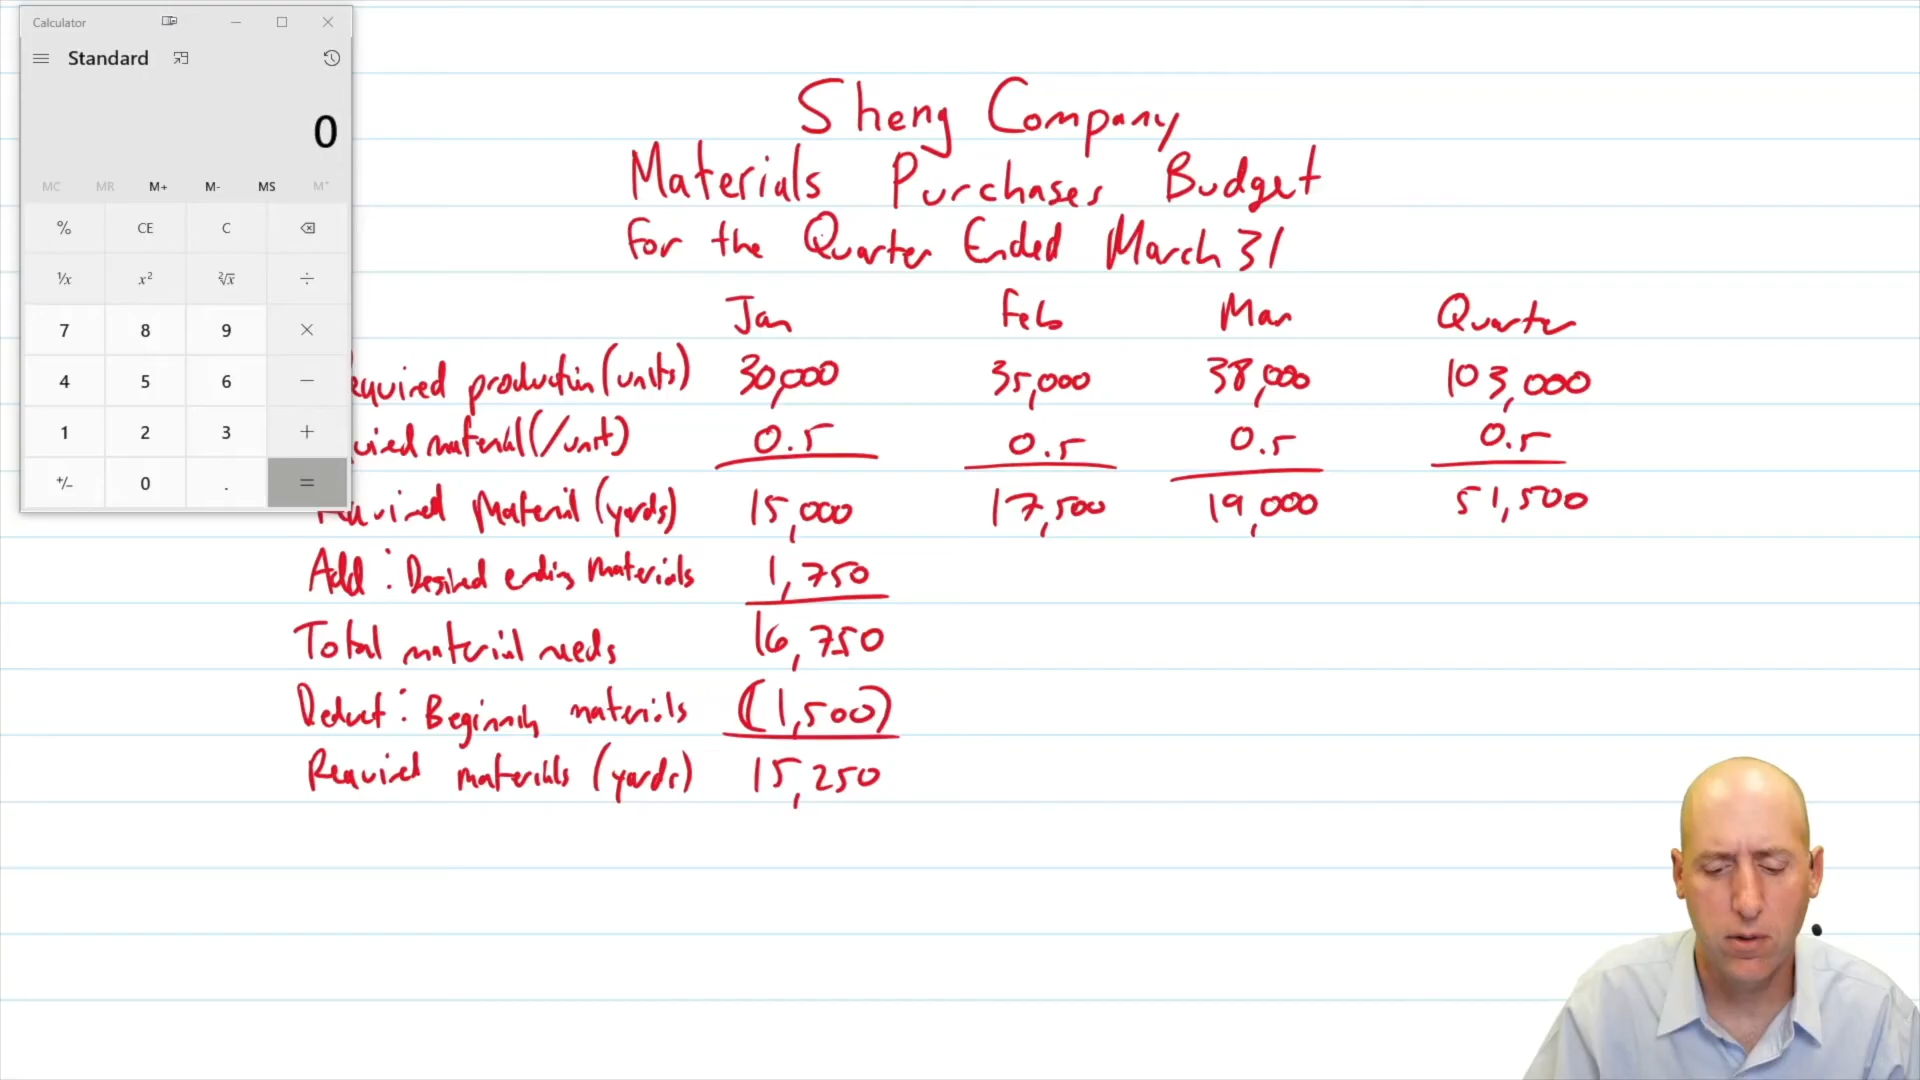 Calculator
Standard
0
MC MR M+ M- MS M˅
% CE C
¹/x x² ²√x ÷
7 8 9 ×
4 5 6 −
1 2 3 +
+/− 0 . =
Sheng Company
Materials Purchases Budget
For the Quarter Ended March 31
Jan Feb Mar Quarter
equired production (units) 30,000 35,000 38,000 103,000
uired material (/unit) 0.5 0.5 0.5 0.5
quired Material (yards) 15,000 17,500 19,000 51,500
Add: Desired ending materials 1,750
Total material needs 16,750
Deduct: Beginning materials (1,500)
Required materials (yards) 15,250